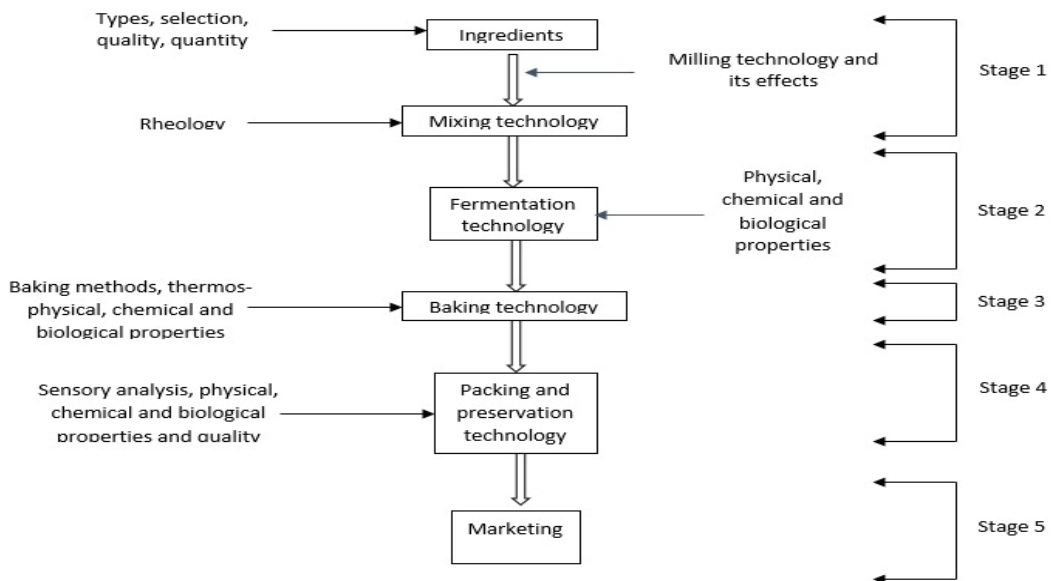 Types, selection,
quality, quantity
Ingredients
Milling technology and
its effects
Stage 1
Rheology
Mixing technology
Physical,
chemical and
biological
properties
Fermentation
technology
Stage 2
Baking methods, thermos-
physical, chemical and
biological properties
Baking technology
Stage 3
Sensory analysis, physical,
chemical and biological
properties and quality
Packing and
preservation
technology
Stage 4
Marketing
Stage 5